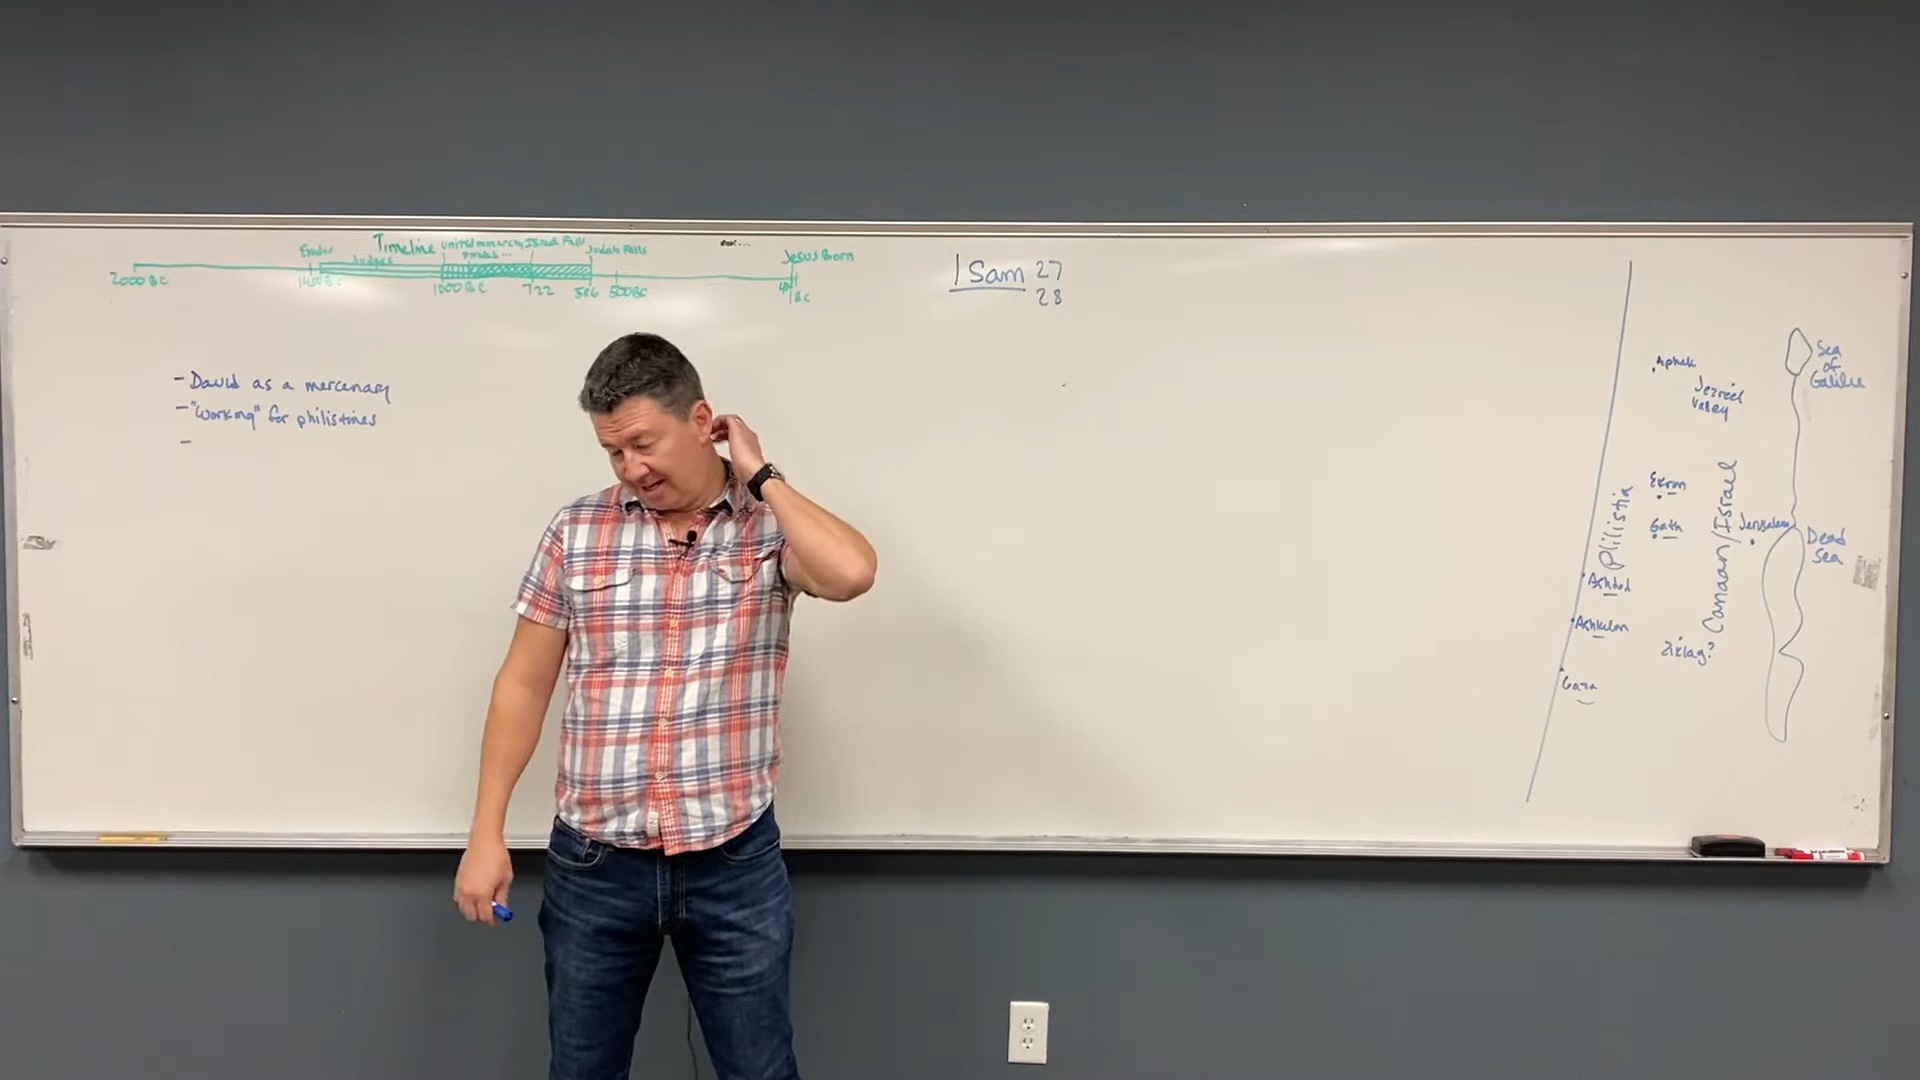 Timeline
Exodus
Judges
United monarchy
Israel Falls
Judah Falls
Jesus Born
2000 BC
1450 BC
1000 BC
722
586
500BC
1 BC
1 Sam 27
28
- David as a mercenary
- "working" for philistines
-
Aphek
Jezreel
Valley
Sea
of
Galilee
Ekron
Gath
Philistia
Canaan/Israel
Jerusalem
Dead
Sea
Ashdod
Ashkelon
Ziklag?
Gaza